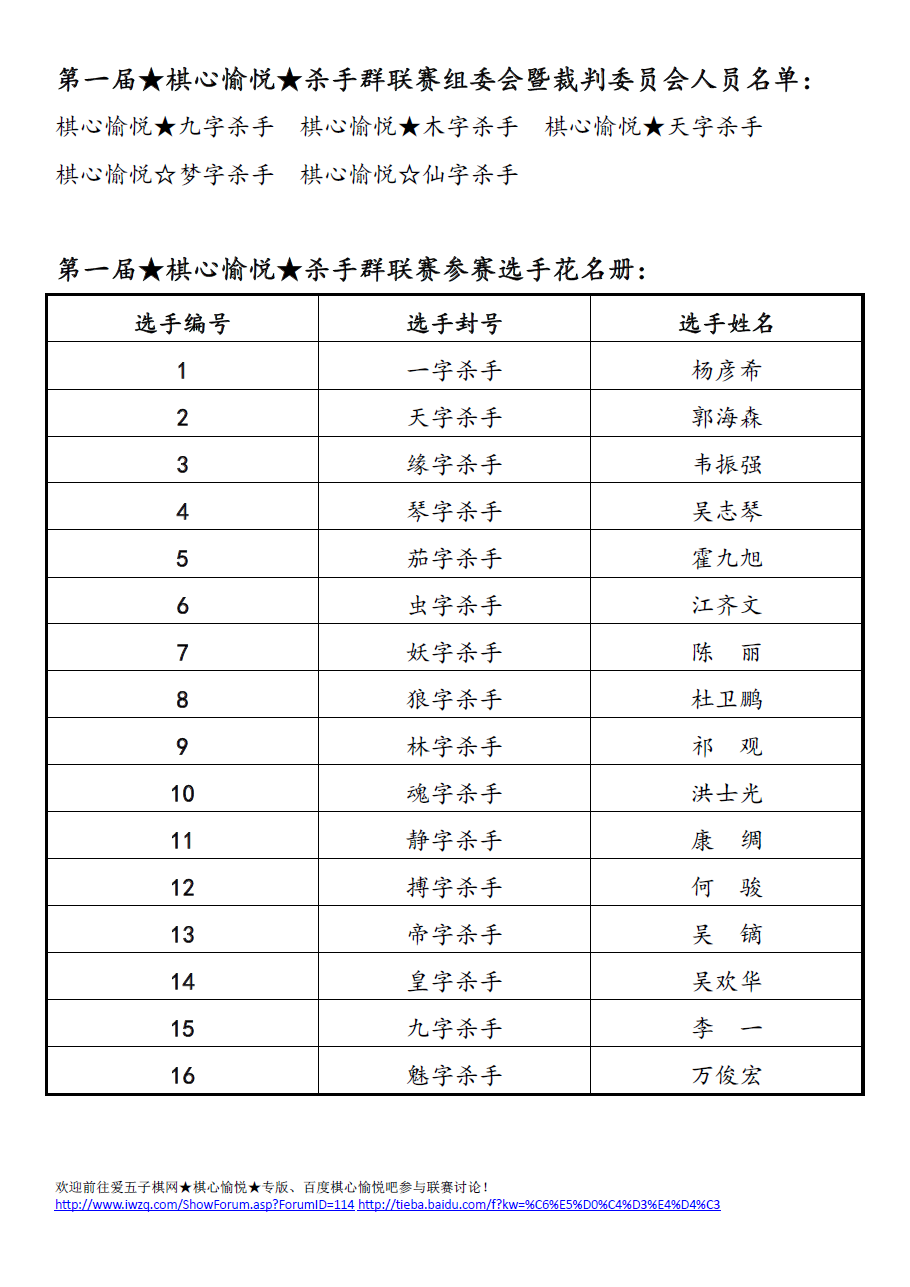 第一届★棋心愉悦★杀手群联赛组委会暨裁判委员会人员名单：
棋心愉悦★九字杀手 棋心愉悦★木字杀手 棋心愉悦★天字杀手
棋心愉悦☆梦字杀手 棋心愉悦☆仙字杀手
第一届★棋心愉悦★杀手群联赛参赛选手花名册：
选手编号 选手封号 选手姓名
1 一字杀手 杨彦希
2 天字杀手 郭海森
3 缘字杀手 韦振强
4 琴字杀手 吴志琴
5 茄字杀手 霍九旭
6 虫字杀手 江齐文
7 妖字杀手 陈 丽
8 狼字杀手 杜卫鹏
9 林字杀手 祁 观
10 魂字杀手 洪士光
11 静字杀手 康 绸
12 搏字杀手 何 骏
13 帝字杀手 吴 镝
14 皇字杀手 吴欢华
15 九字杀手 李 一
16 魅字杀手 万俊宏
欢迎前往爱五子棋网★棋心愉悦★专版、百度棋心愉悦吧参与联赛讨论！
http://www.iwzq.com/ShowForum.asp?ForumID=114 http://tieba.baidu.com/f?kw=%C6%E5%D0%C4%D3%E4%D4%C3